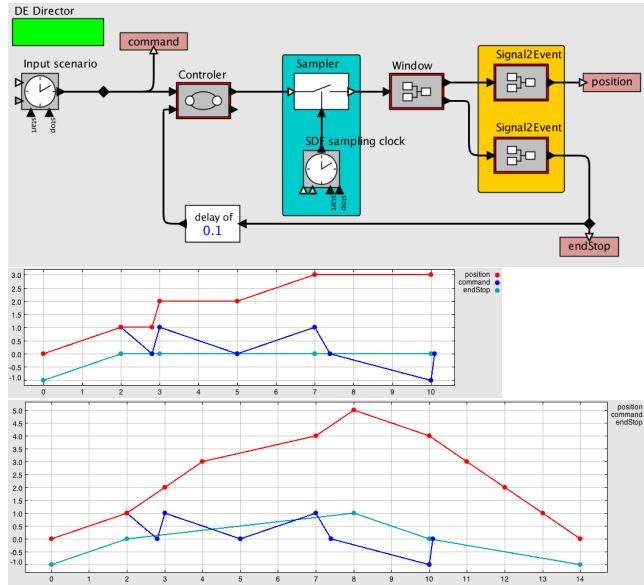 DE Director
command
Input scenario
start
stop
Controler
Sampler
SDF sampling clock
start
stop
Window
Signal2Event
position
Signal2Event
delay of
0.1
endStop
position
command
endStop
3.0
2.5
2.0
1.5
1.0
0.5
0.0
-0.5
-1.0
0 1 2 3 4 5 6 7 8 9 10
position
command
endStop
5.0
4.5
4.0
3.5
3.0
2.5
2.0
1.5
1.0
0.5
0.0
-0.5
-1.0
0 1 2 3 4 5 6 7 8 9 10 11 12 13 14